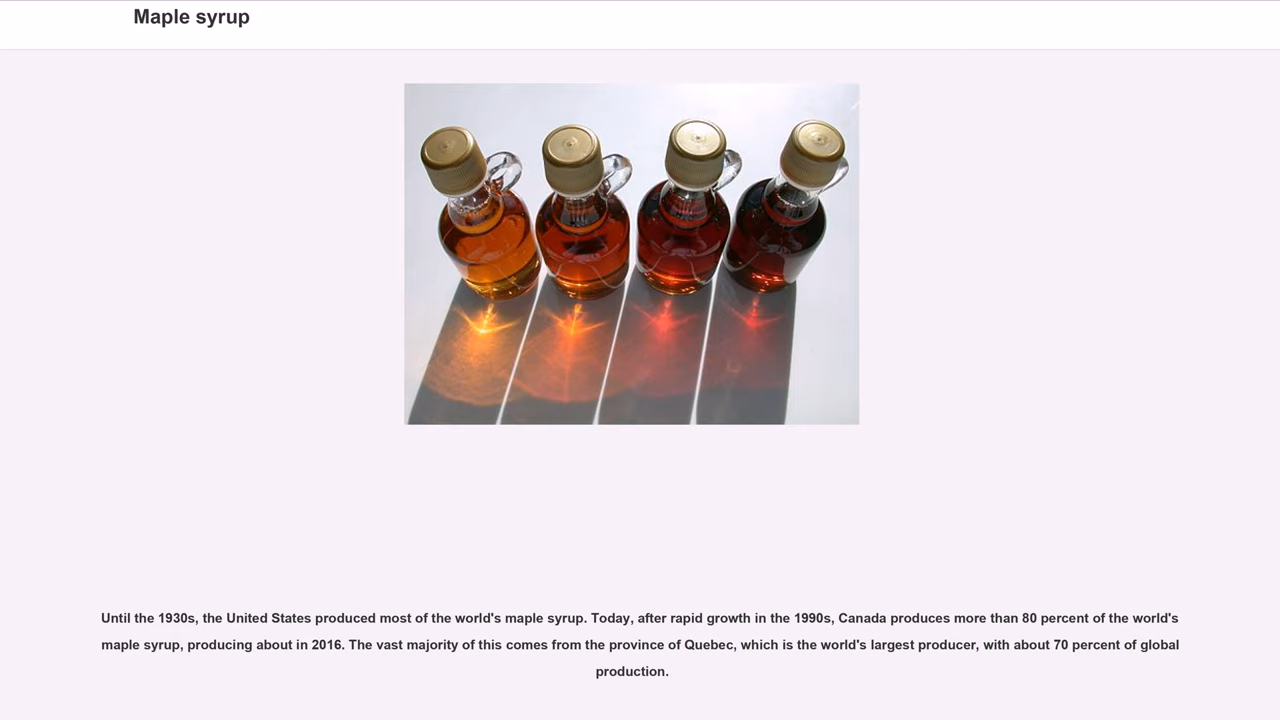 Maple syrup
Until the 1930s, the United States produced most of the world's maple syrup. Today, after rapid growth in the 1990s, Canada produces more than 80 percent of the world's
maple syrup, producing about in 2016. The vast majority of this comes from the province of Quebec, which is the world's largest producer, with about 70 percent of global
production.